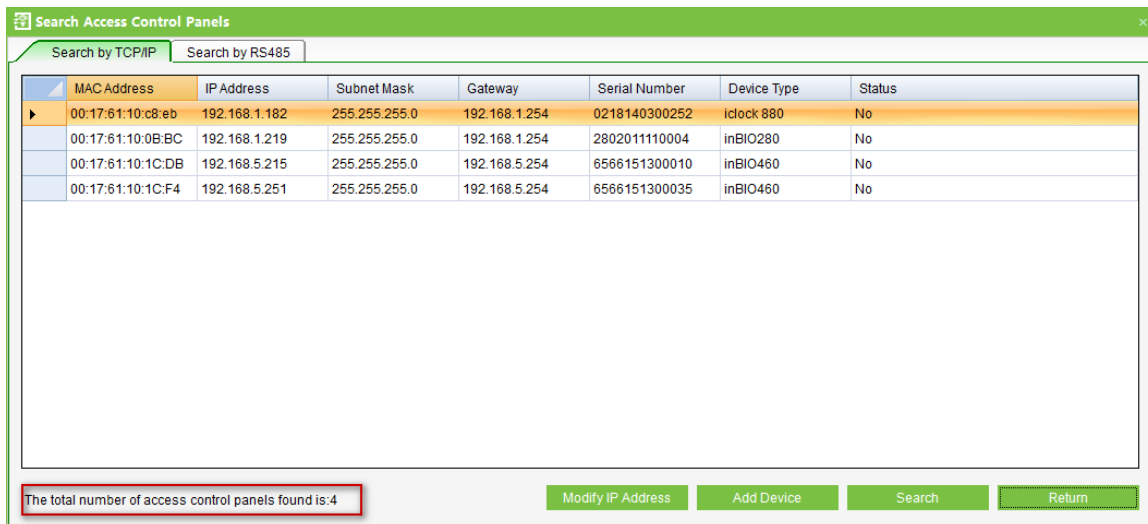 Search Access Control Panels
Search by TCP/IP Search by RS485
MAC Address IP Address Subnet Mask Gateway Serial Number Device Type Status
00:17:61:10:c8:eb 192.168.1.182 255.255.255.0 192.168.1.254 0218140300252 iclock 880 No
00:17:61:10:0B:BC 192.168.1.219 255.255.255.0 192.168.1.254 2802011110004 inBIO280 No
00:17:61:10:1C:DB 192.168.5.215 255.255.255.0 192.168.5.254 6566151300010 inBIO460 No
00:17:61:10:1C:F4 192.168.5.251 255.255.255.0 192.168.5.254 6566151300035 inBIO460 No
The total number of access control panels found is:4 Modify IP Address Add Device Search Return